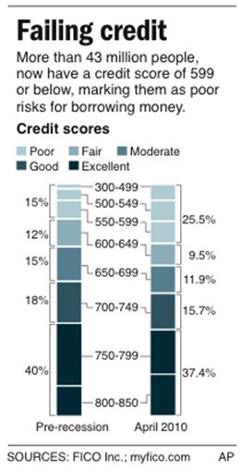 Failing credit
More than 43 million people,
now have a credit score of 599
or below, marking them as poor
risks for borrowing money.
Credit scores
Poor Fair Moderate
Good Excellent
300-499
15% 500-549
550-599 25.5%
12% 600-649 9.5%
15% 650-699 11.9%
18% 700-749 15.7%
40% 750-799 37.4%
800-850
Pre-recession April 2010
SOURCES: FICO Inc.; myfico.com AP